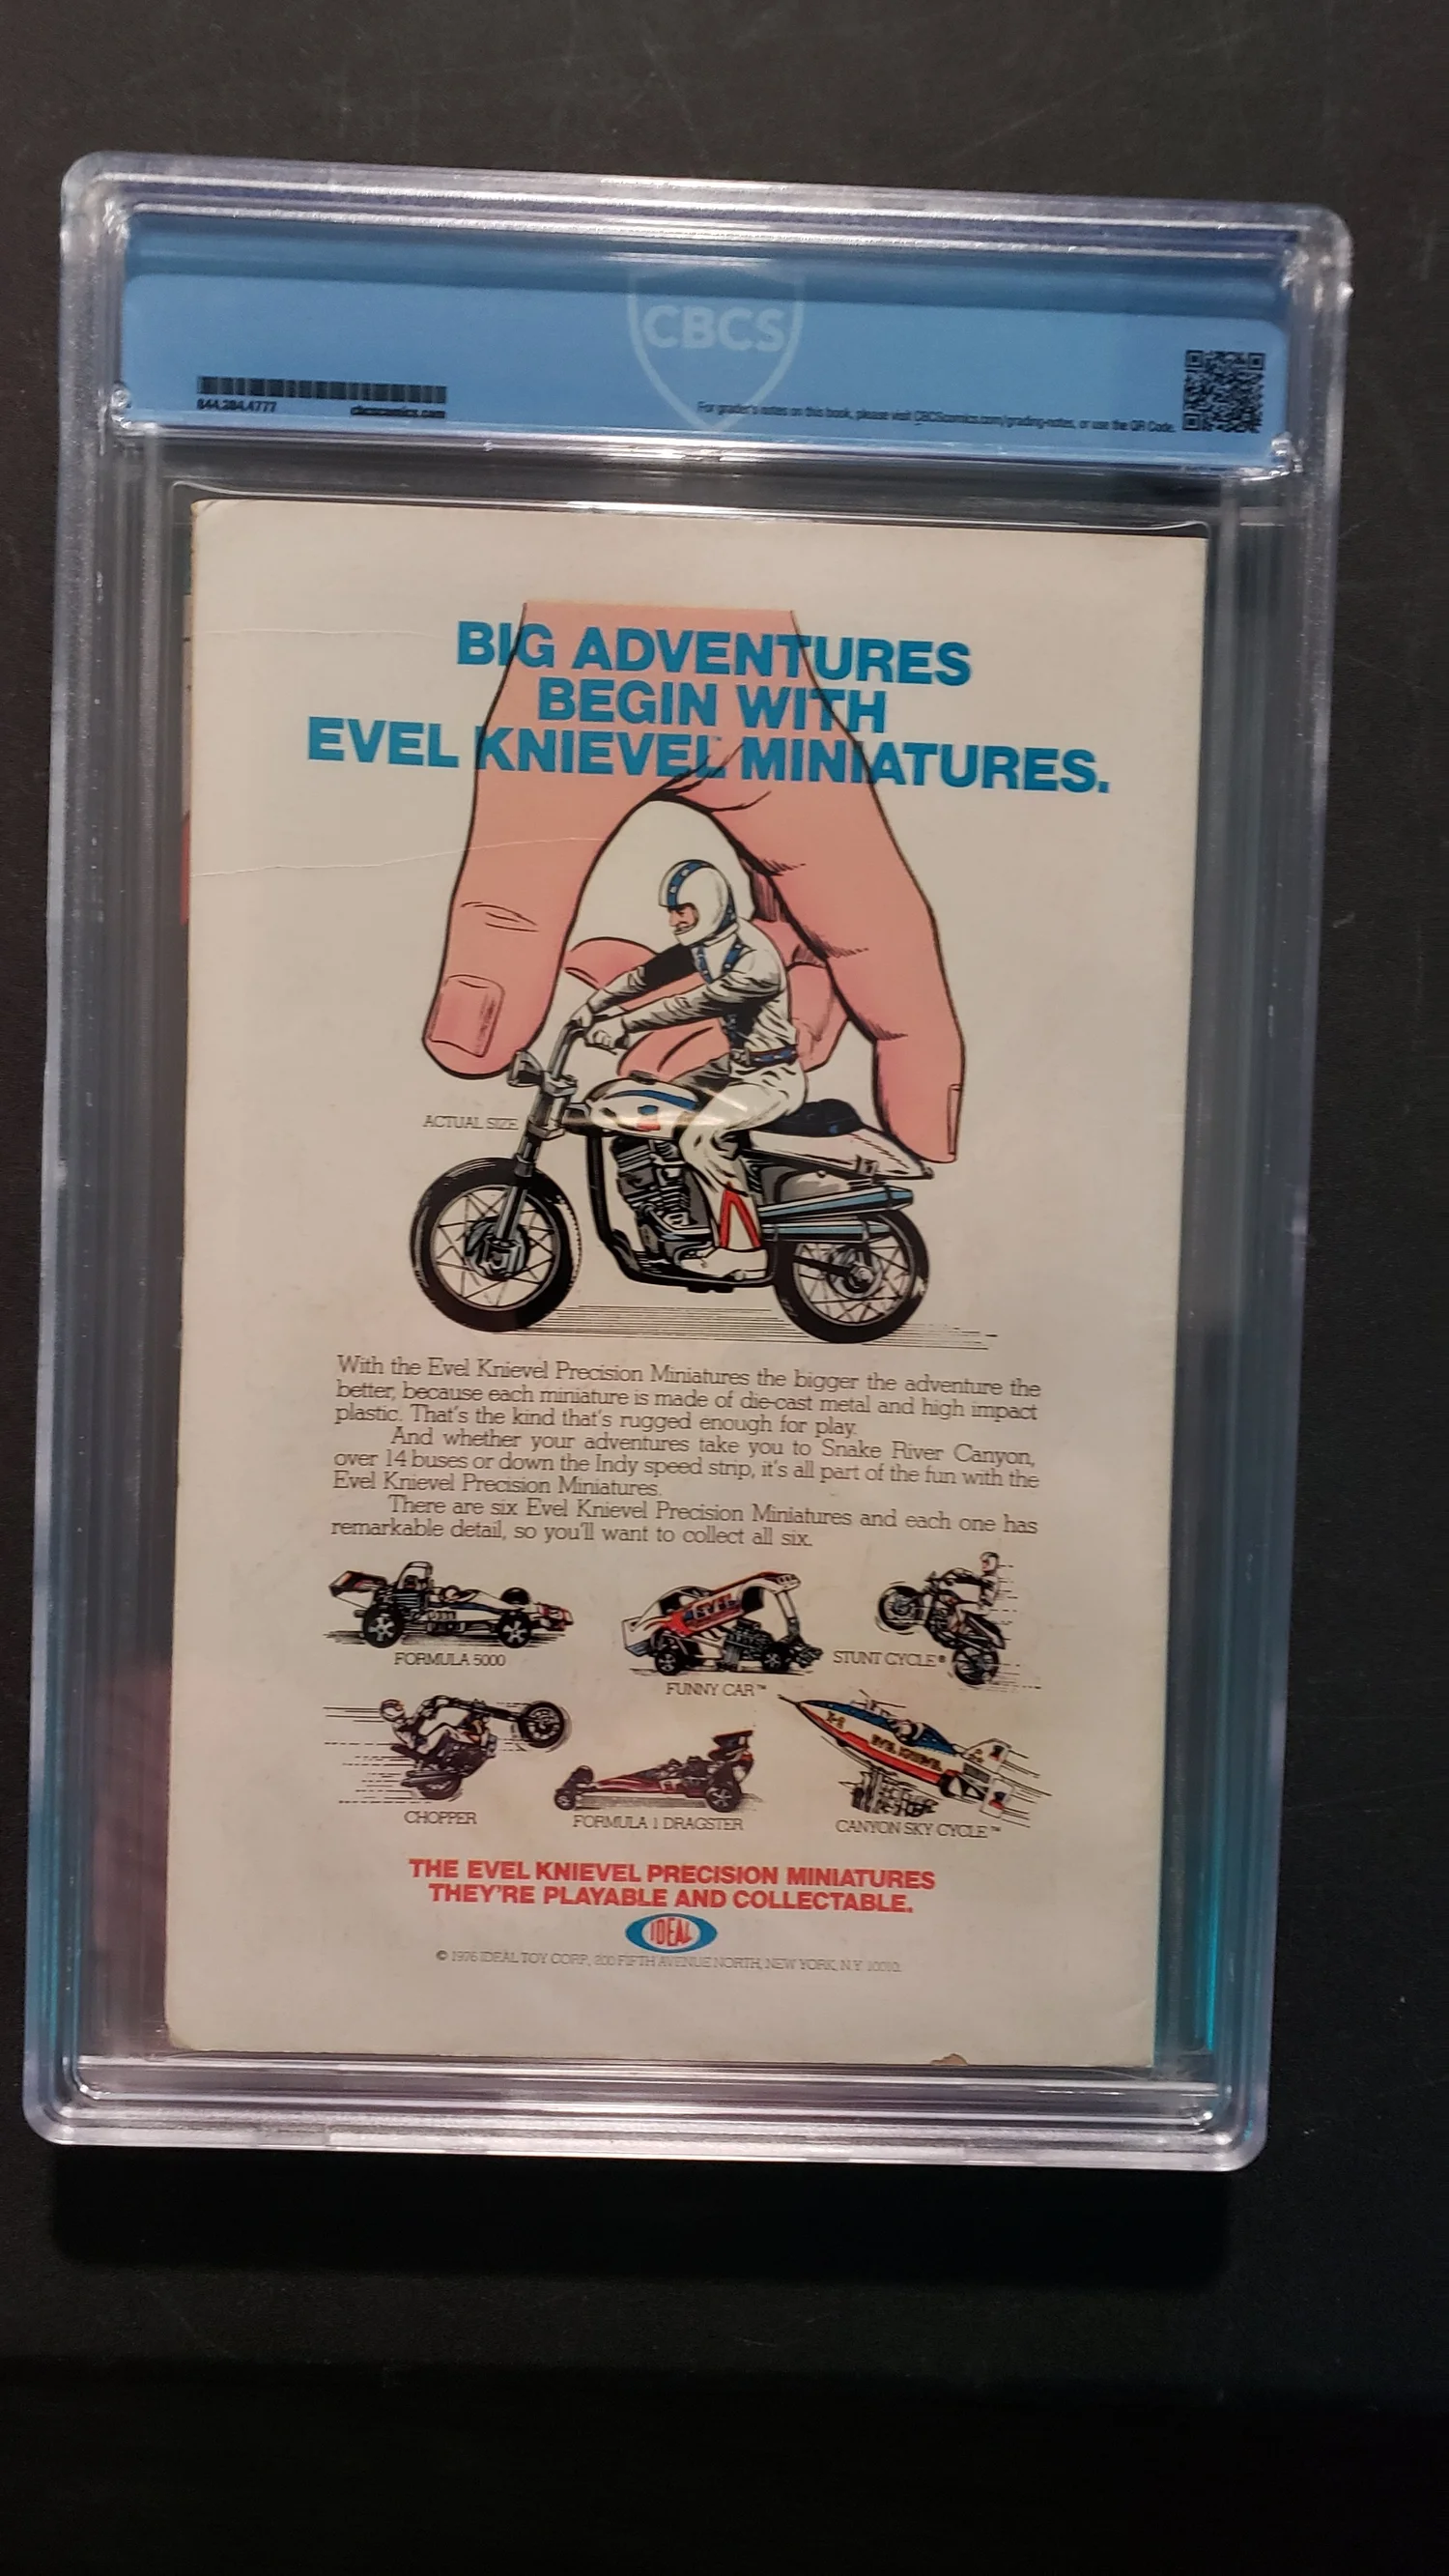 CBCS
844.284.4777
cbcscomics.com
For grader's notes on this book, please visit CBCScomics.com/grading-notes, or use the QR Code.
BIG ADVENTURES
BEGIN WITH
EVEL KNIEVEL™ MINIATURES.
ACTUAL SIZE
With the Evel Knievel Precision Miniatures the bigger the adventure the
better, because each miniature is made of die-cast metal and high impact
plastic. That's the kind that's rugged enough for play.
And whether your adventures take you to Snake River Canyon,
over 14 buses or down the Indy speed strip, it's all part of the fun with the
Evel Knievel Precision Miniatures.
There are six Evel Knievel Precision Miniatures and each one has
remarkable detail, so you'll want to collect all six.
FORMULA 5000
FUNNY CAR™
STUNT CYCLE®
EVEL
X-2
EVEL KNIEVEL
CHOPPER
FORMULA 1 DRAGSTER
CANYON SKY CYCLE™
THE EVEL KNIEVEL PRECISION MINIATURES
THEY'RE PLAYABLE AND COLLECTABLE.
IDEAL
© 1976 IDEAL TOY CORP., 200 FIFTH AVENUE NORTH, NEW YORK, N.Y. 10010.